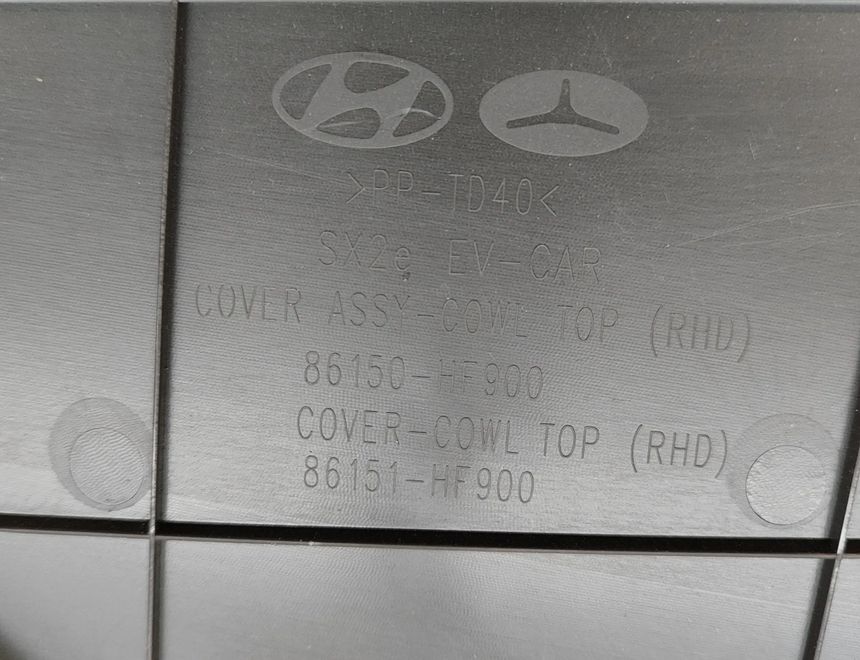 >PP-TD40<
SX2e EV-CAR
COVER ASSY-COWL TOP (RHD)
86150-HF900
COVER-COWL TOP (RHD)
86151-HF900